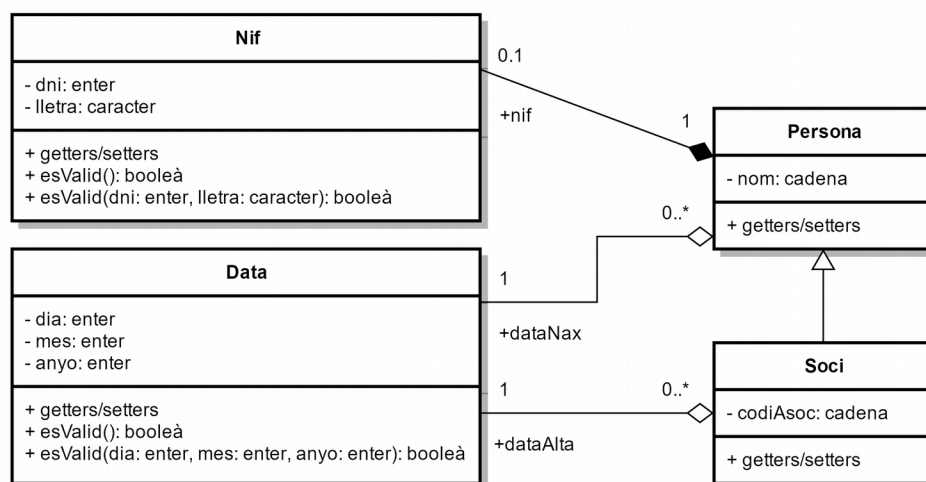 Nif
- dni: enter
- lletra: caracter
+ getters/setters
+ esValid(): booleà
+ esValid(dni: enter, lletra: caracter): booleà
0.1
+nif
1
Persona
- nom: cadena
+ getters/setters
0..*
1
+dataNax
Data
- dia: enter
- mes: enter
- anyo: enter
+ getters/setters
+ esValid(): booleà
+ esValid(dia: enter, mes: enter, anyo: enter): booleà
1
0..*
+dataAlta
Soci
- codiAsoc: cadena
+ getters/setters